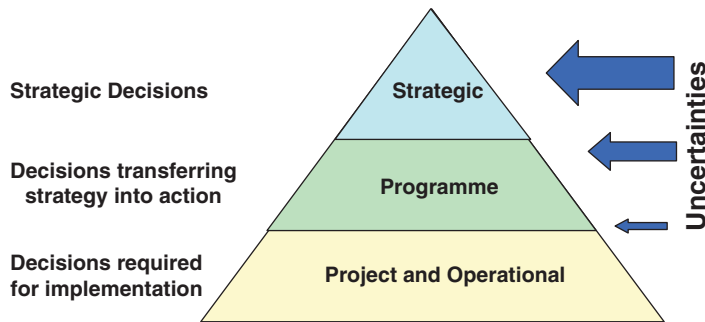 Strategic Decisions
Strategic
Decisions transferring
strategy into action
Programme
Decisions required
for implementation
Project and Operational
Uncertainties